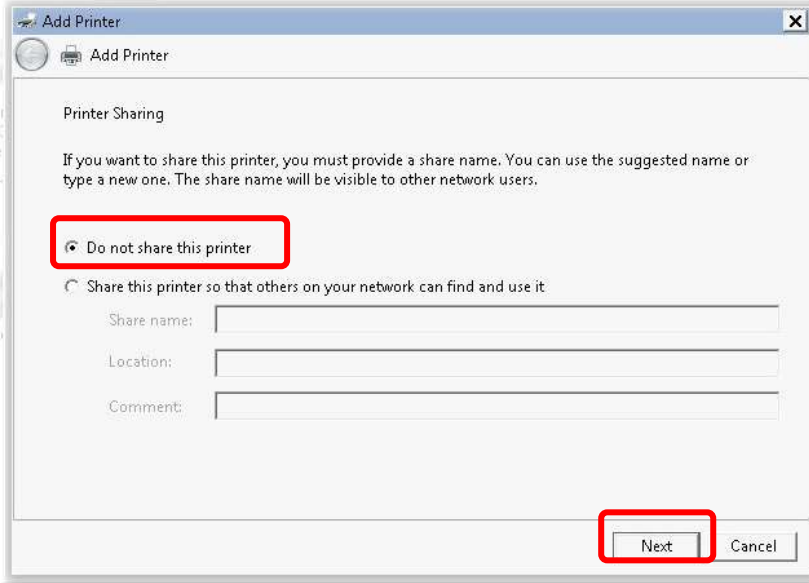 Add Printer
Add Printer
Printer Sharing
If you want to share this printer, you must provide a share name. You can use the suggested name or
type a new one. The share name will be visible to other network users.
Do not share this printer
Share this printer so that others on your network can find and use it
Share name:
Location:
Comment:
Next
Cancel